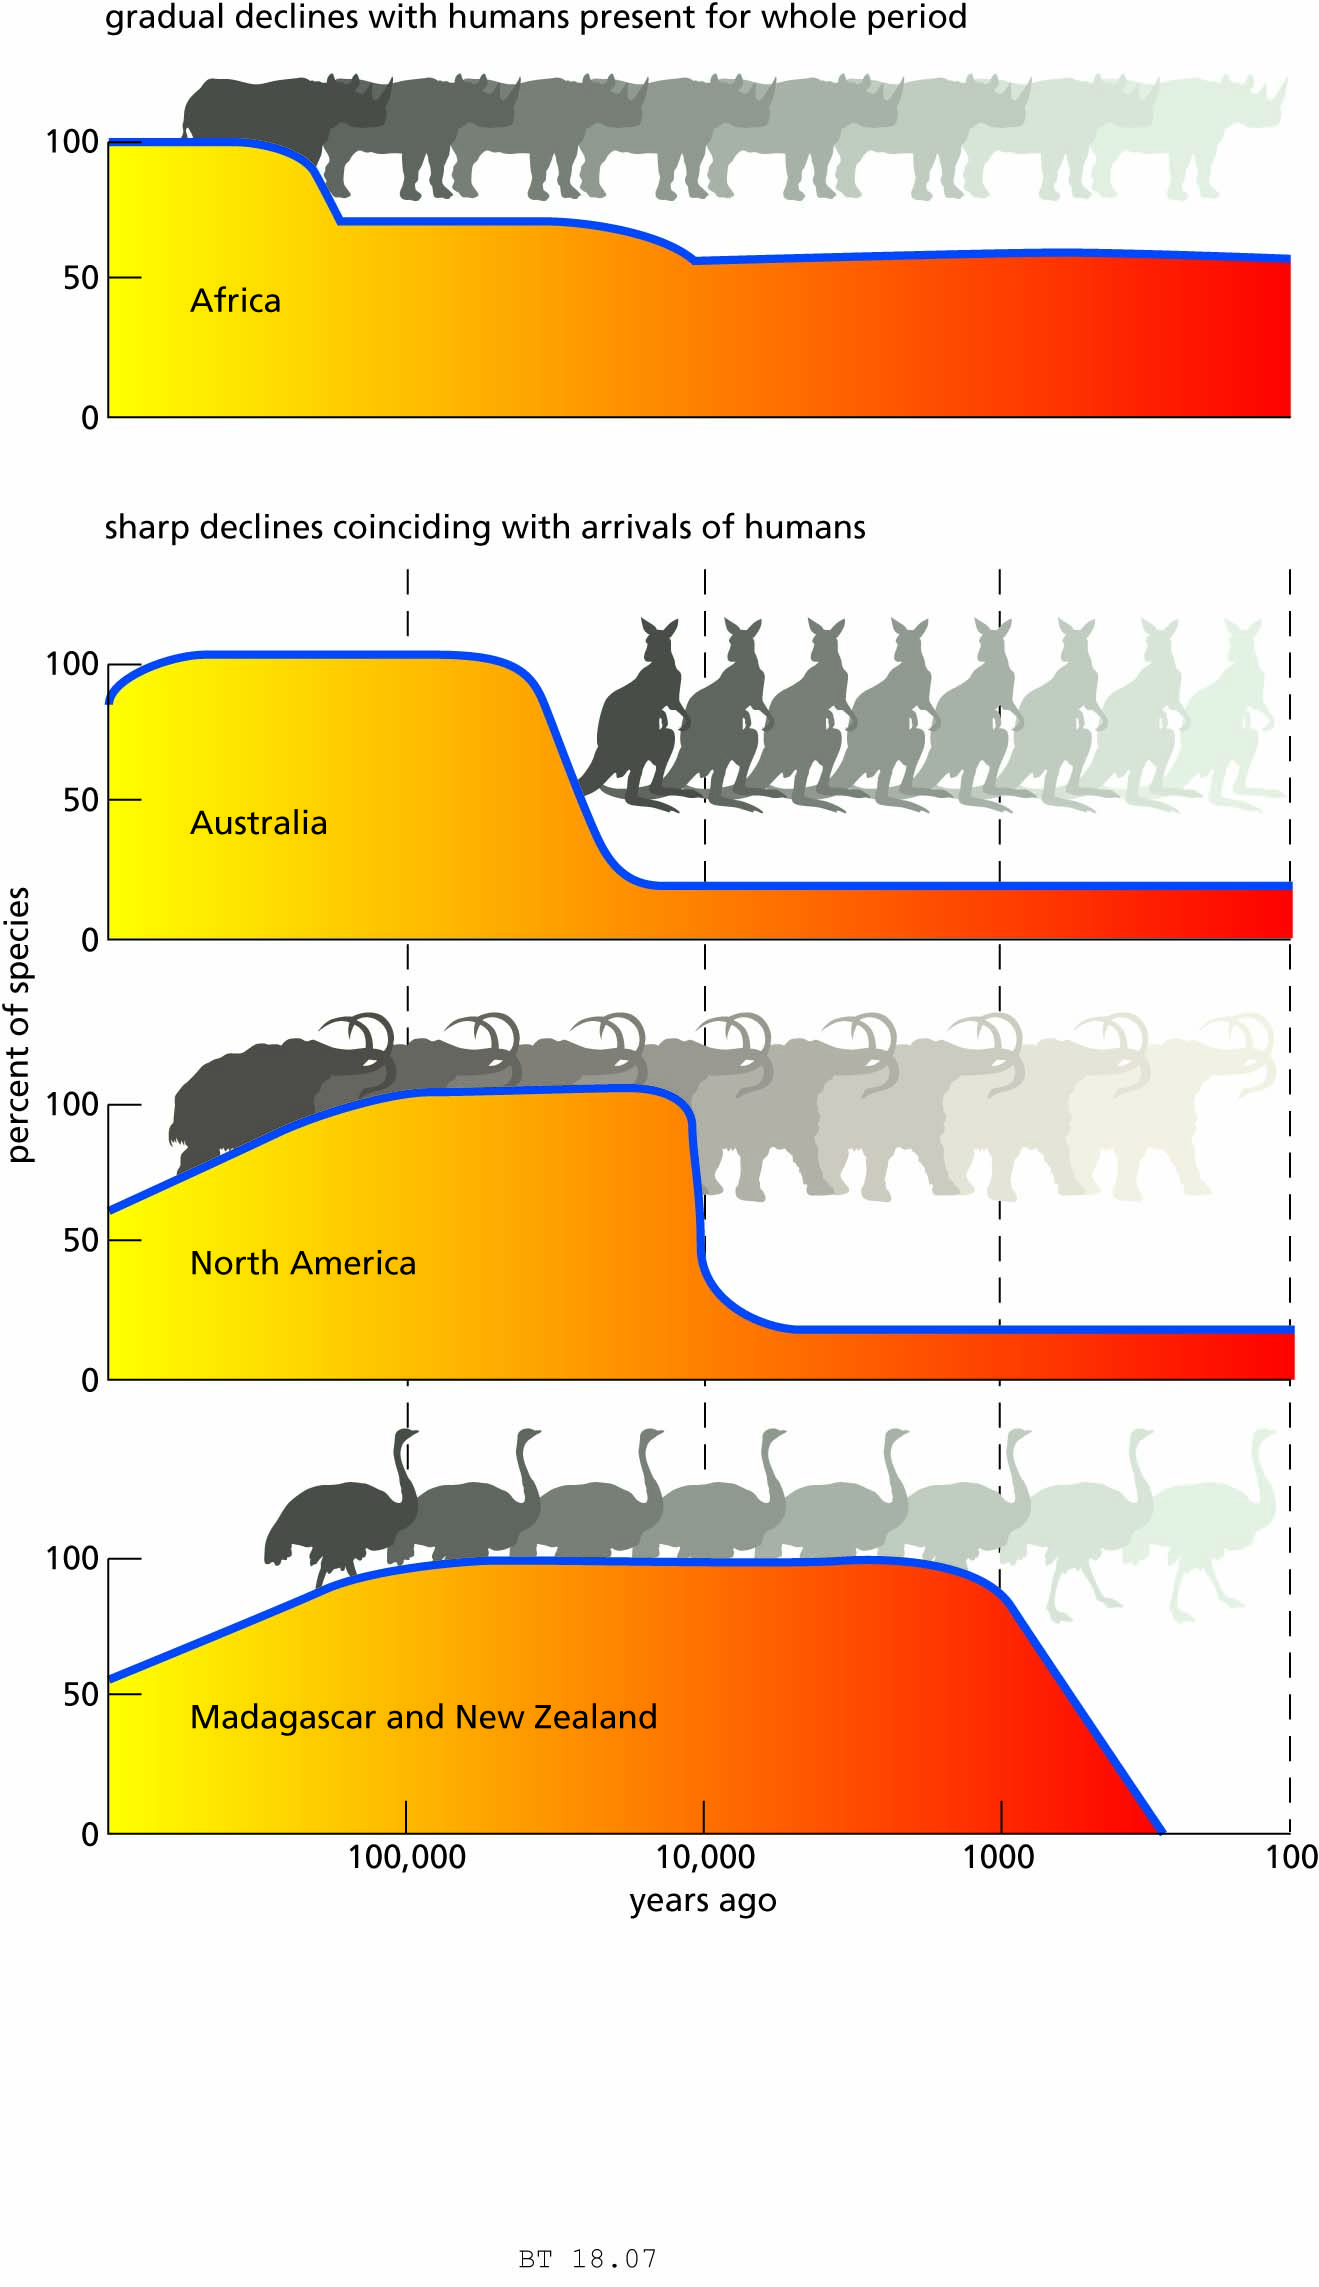 gradual declines with humans present for whole period
100
50
Africa
0
sharp declines coinciding with arrivals of humans
100
50
Australia
0
percent of species
100
50
North America
0
100
50
Madagascar and New Zealand
0
100,000 10,000 1000 100
years ago
BT 18.07